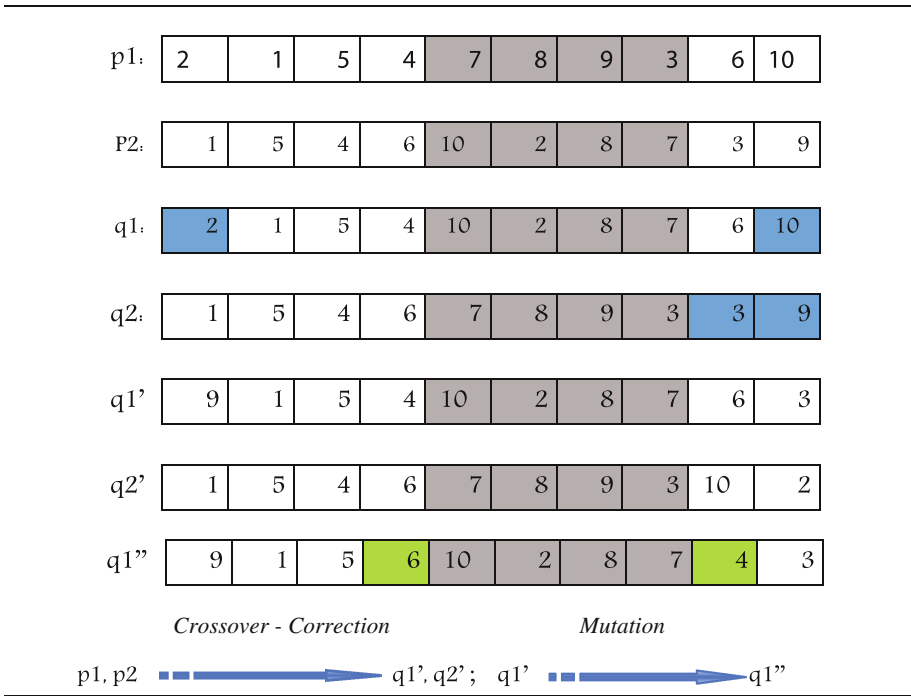 p1: 2 1 5 4 7 8 9 3 6 10
P2: 1 5 4 6 10 2 8 7 3 9
q1: 2 1 5 4 10 2 8 7 6 10
q2: 1 5 4 6 7 8 9 3 3 9
q1’ 9 1 5 4 10 2 8 7 6 3
q2’ 1 5 4 6 7 8 9 3 10 2
q1” 9 1 5 6 10 2 8 7 4 3
Crossover - Correction Mutation
p1, p2 q1’, q2’ ; q1’ q1”